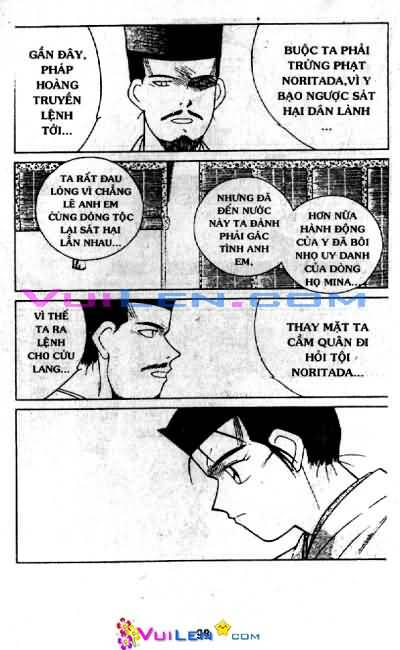 GẦN ĐÂY,
PHÁP
HOÀNG
TRUYỀN
LỆNH
TỚI...
BUỘC TA PHẢI
TRỪNG PHẠT
NORITADA,VÌ Y
BẠO NGƯỢC SÁT
HẠI DÂN LÀNH
...
TA RẤT ĐAU
LÒNG VÌ CHẲNG
LẼ ANH EM
CÙNG DÒNG TỘC
LẠI SÁT HẠI
LẪN NHAU...
NHƯNG ĐÃ
ĐẾN NƯỚC
NÀY TA ĐÀNH
PHẢI GÁC
TÌNH ANH
EM.
HƠN NỮA
HÀNH ĐỘNG
CỦA Y ĐÃ BÔI
NHỌ UY DANH
CỦA DÒNG
HỌ MINA...
VUILEN.COM
VÌ THẾ
TA RA
LỆNH
CHO CỬU
LANG...
THAY MẶT TA
CẦM QUÂN ĐI
HỎI TỘI
NORITADA...
VUILEN.COM